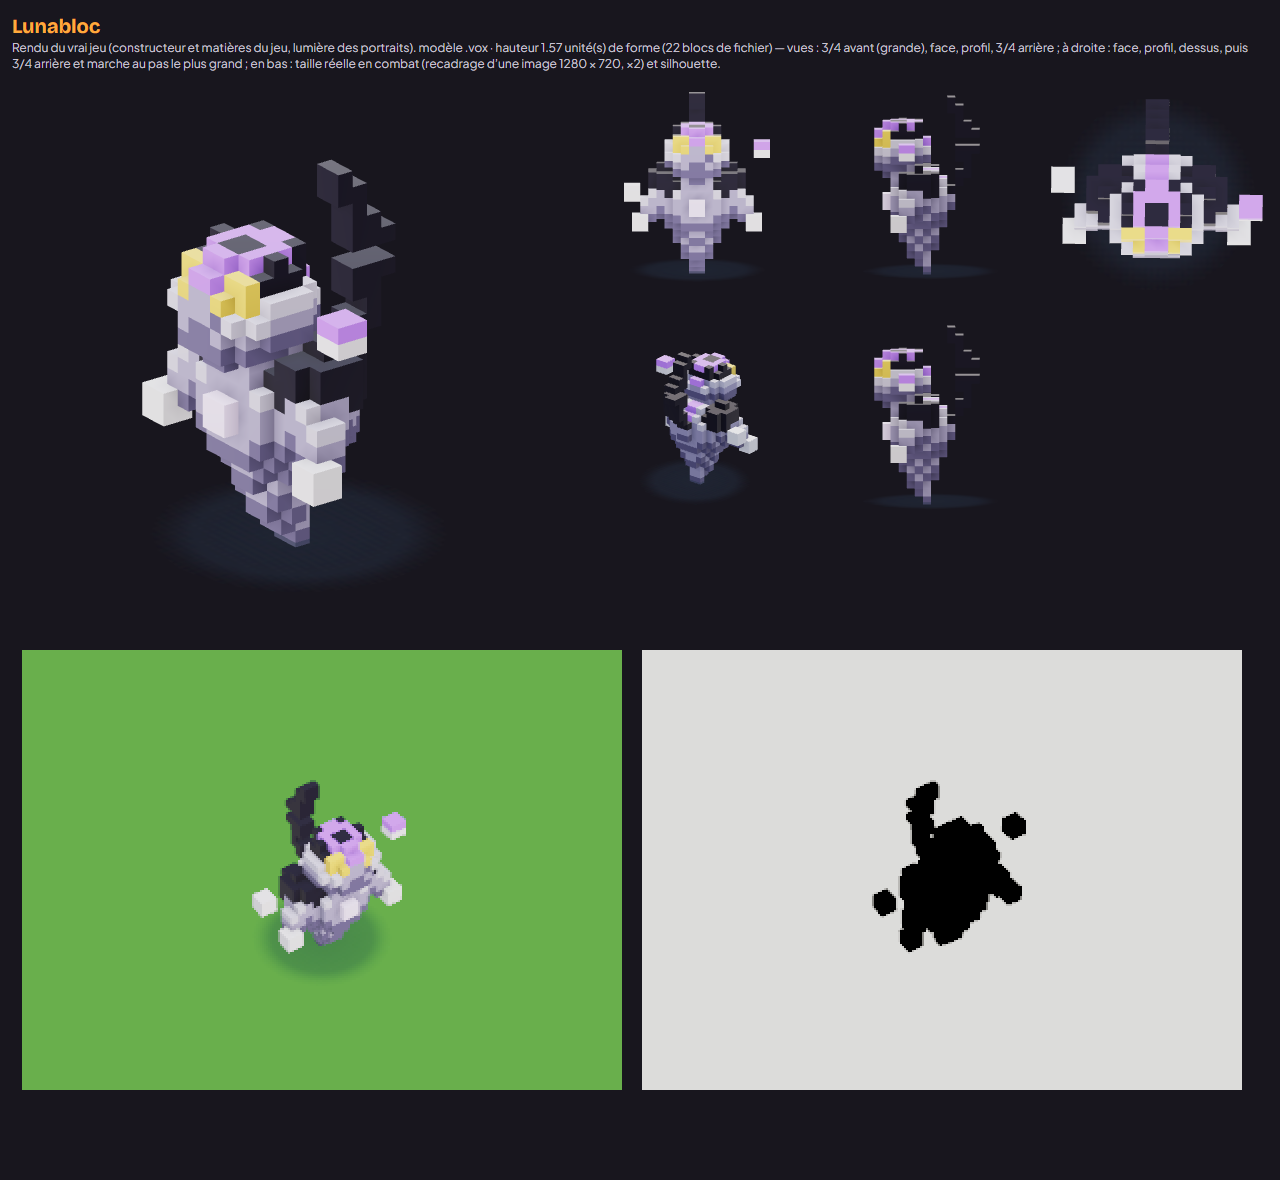 Lunabloc
Rendu du vrai jeu (constructeur et matières du jeu, lumière des portraits). modèle .vox · hauteur 1.57 unité(s) de forme (22 blocs de fichier) — vues : 3/4 avant (grande), face, profil, 3/4 arrière ; à droite : face, profil, dessus, puis
3/4 arrière et marche au pas le plus grand ; en bas : taille réelle en combat (recadrage d'une image 1280 × 720, ×2) et silhouette.